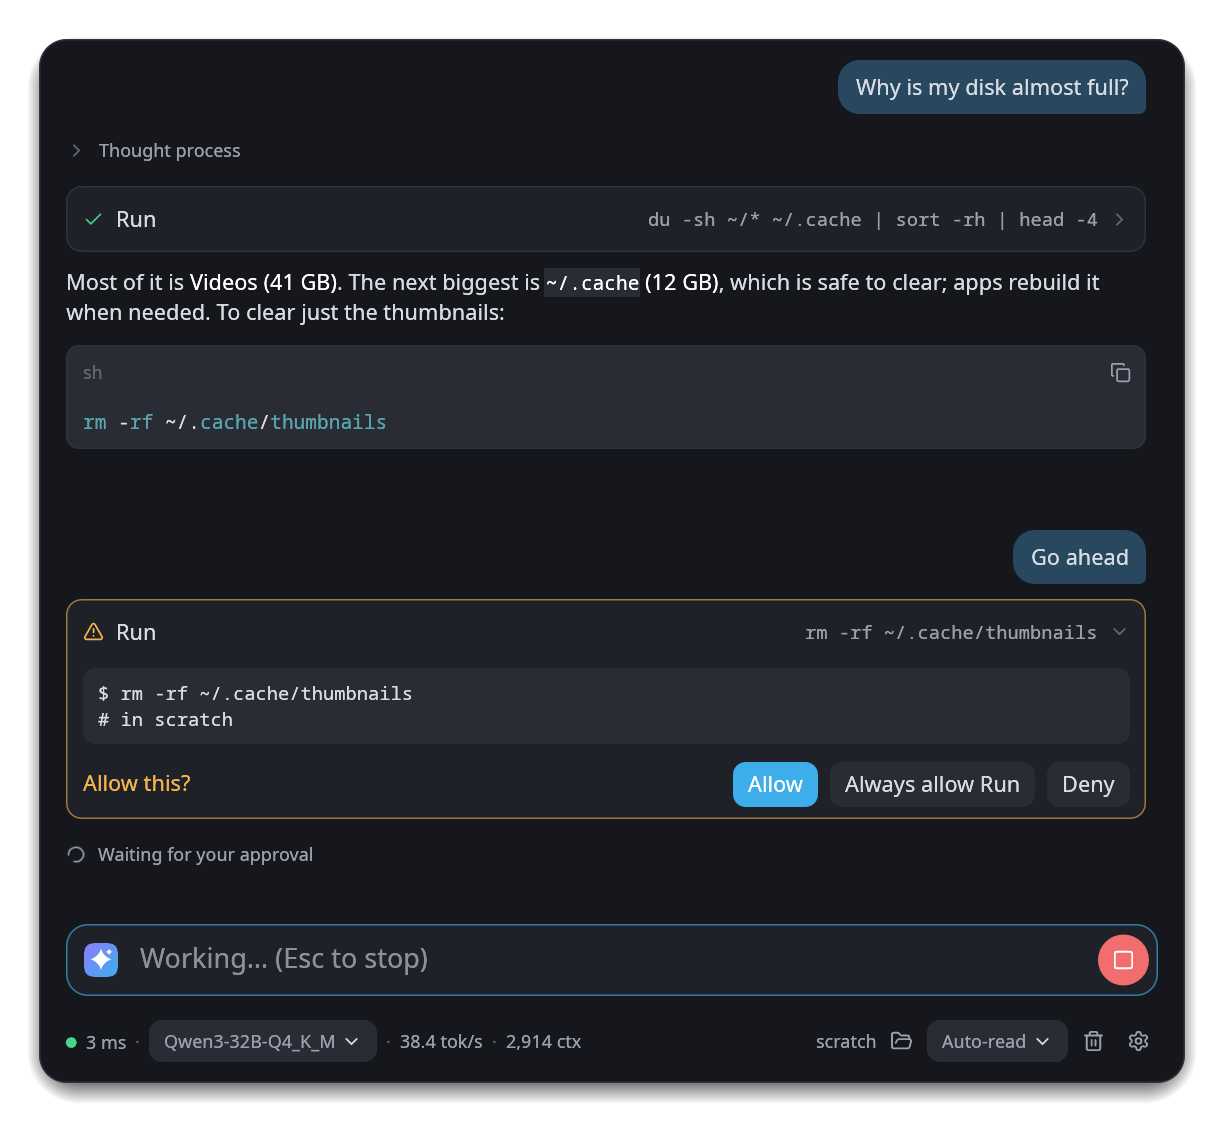 Why is my disk almost full?
Thought process
Run du -sh ~/* ~/.cache | sort -rh | head -4
Most of it is Videos (41 GB). The next biggest is ~/.cache (12 GB), which is safe to clear; apps rebuild it
when needed. To clear just the thumbnails:
sh
rm -rf ~/.cache/thumbnails
Go ahead
Run rm -rf ~/.cache/thumbnails
$ rm -rf ~/.cache/thumbnails
# in scratch
Allow this? Allow Always allow Run Deny
Waiting for your approval
Working... (Esc to stop)
3 ms · Qwen3-32B-Q4_K_M · 38.4 tok/s · 2,914 ctx scratch Auto-read